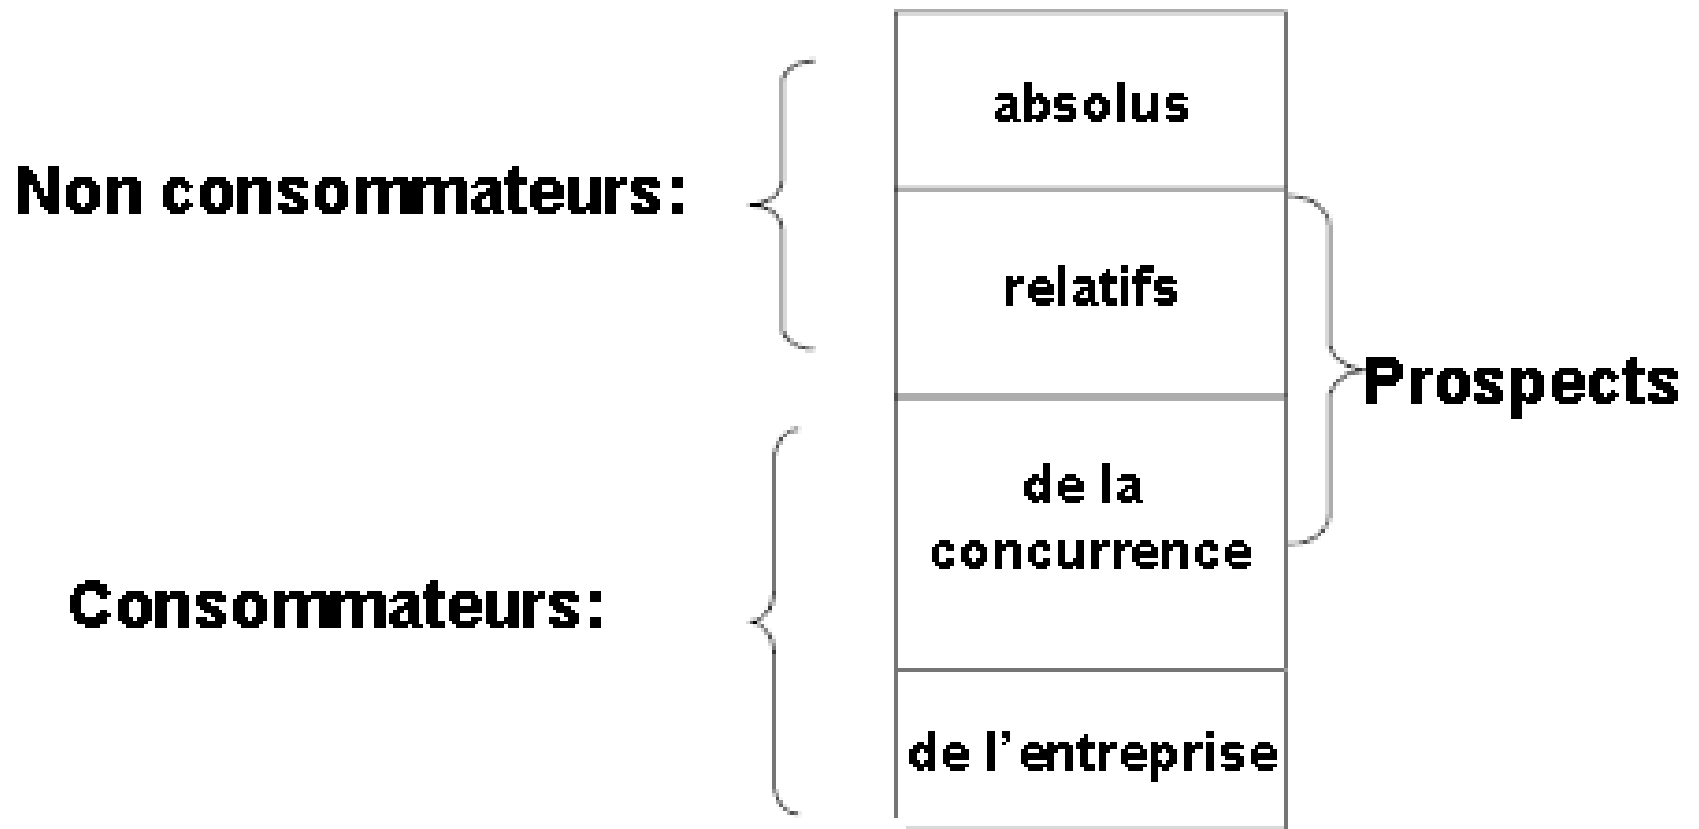 absolus
Non consommateurs:
relatifs
Prospects
de la
concurrence
Consommateurs:
de l'entreprise